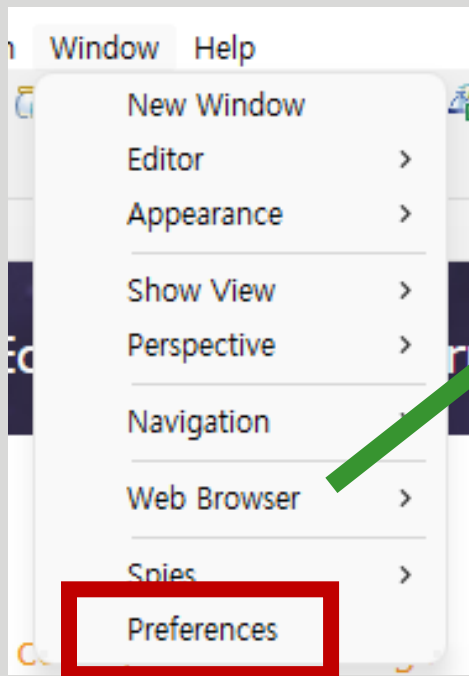 Window Help
New Window
Editor
Appearance
Show View
Perspective
Navigation
Web Browser
Spies
Preferences